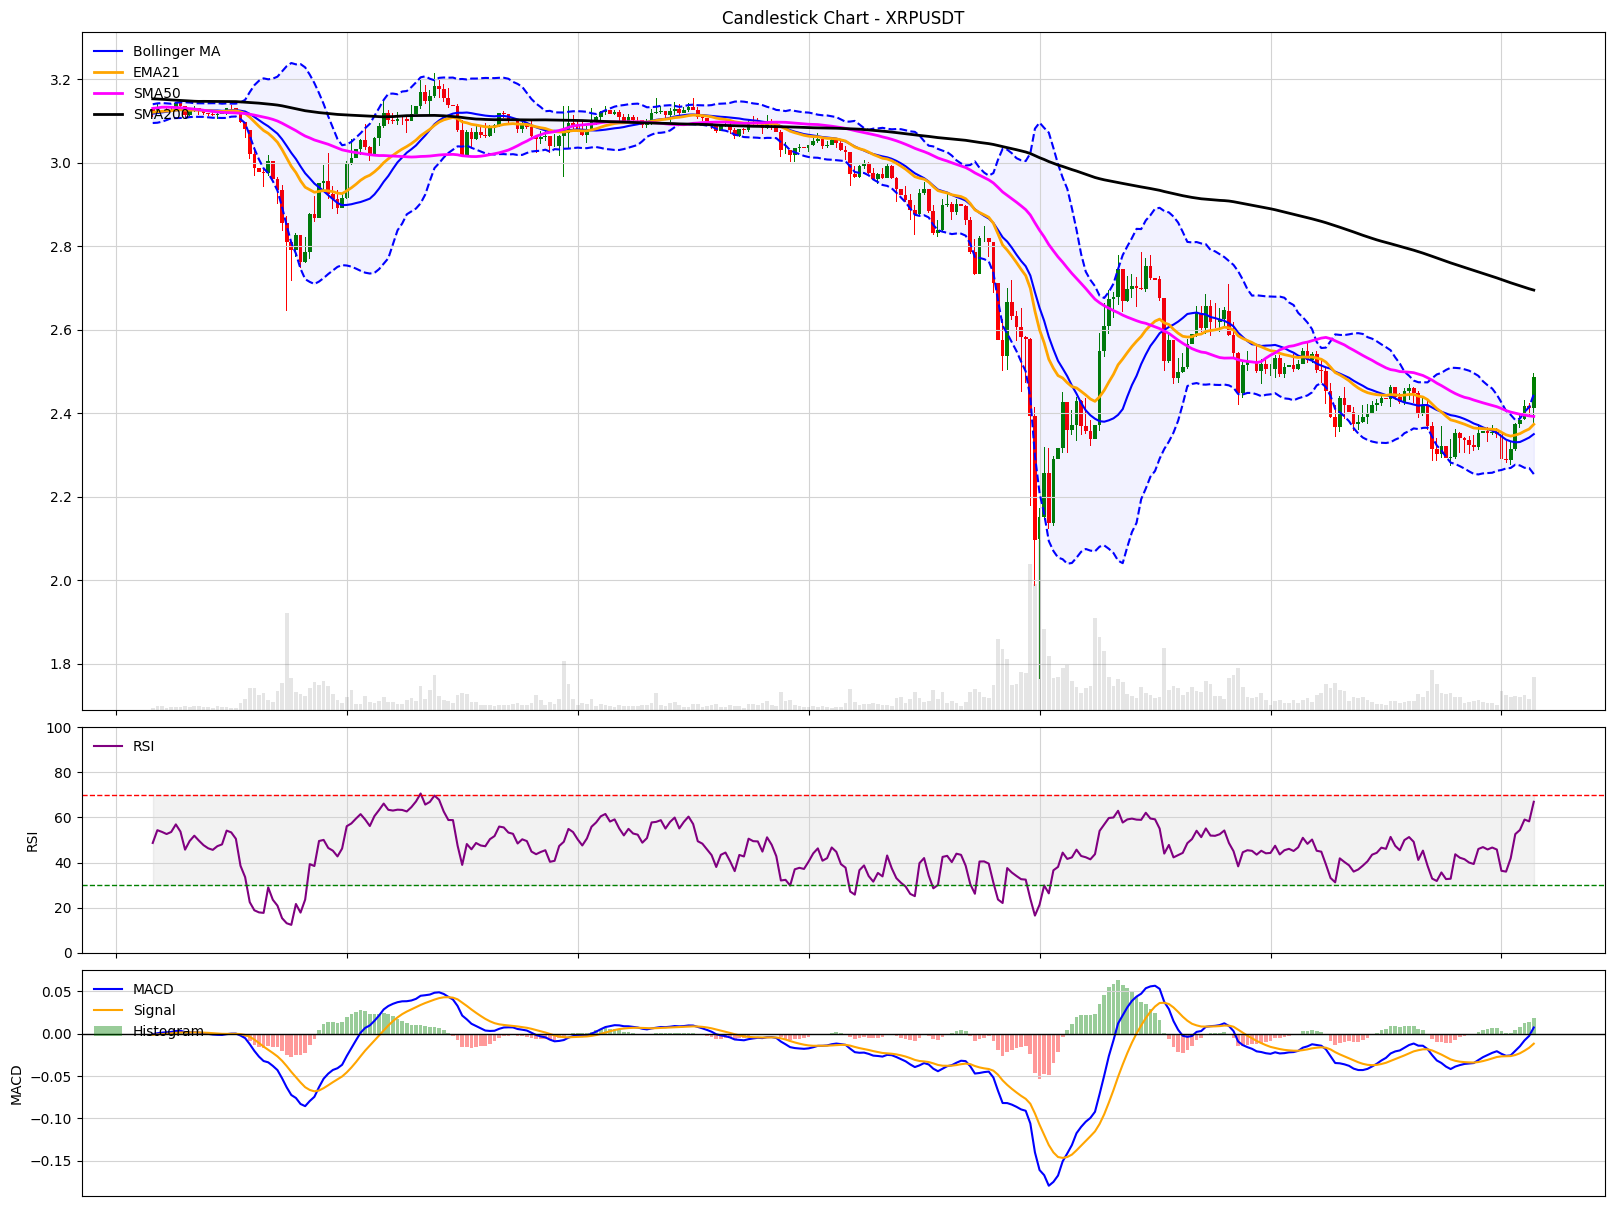 Candlestick Chart - XRPUSDT
Bollinger MA
EMA21
SMA50
SMA200
3.2
3.0
2.8
2.6
2.4
2.2
2.0
1.8
RSI
100
80
60
40
20
0
RSI
MACD
Signal
Histogram
0.05
0.00
−0.05
−0.10
−0.15
MACD